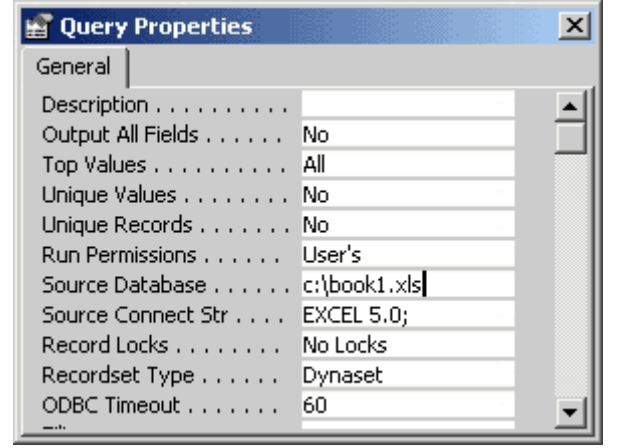 Query Properties
General
Description . . . . . . . . . .
Output All Fields . . . . . . No
Top Values . . . . . . . . . . All
Unique Values . . . . . . . . No
Unique Records . . . . . . . No
Run Permissions . . . . . . User's
Source Database . . . . . . c:\book1.xls
Source Connect Str . . . . EXCEL 5.0;
Record Locks . . . . . . . . No Locks
Recordset Type . . . . . . Dynaset
ODBC Timeout . . . . . . . 60